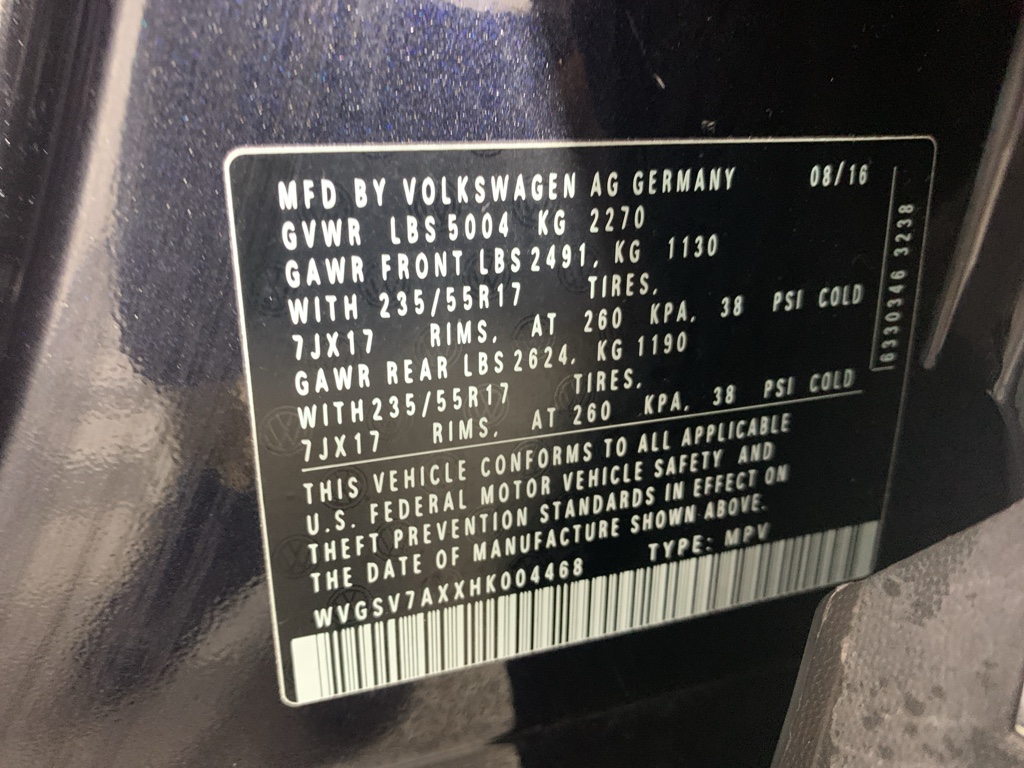 MFD BY VOLKSWAGEN AG GERMANY 08/16
GVWR LBS 5004 KG 2270
GAWR FRONT LBS 2491, KG 1130
WITH 235/55R17 TIRES,
7JX17 RIMS, AT 260 KPA, 38 PSI COLD
GAWR REAR LBS 2624, KG 1190
WITH 235/55R17 TIRES,
7JX17 RIMS, AT 260 KPA, 38 PSI COLD
THIS VEHICLE CONFORMS TO ALL APPLICABLE
U.S. FEDERAL MOTOR VEHICLE SAFETY AND
THEFT PREVENTION STANDARDS IN EFFECT ON
THE DATE OF MANUFACTURE SHOWN ABOVE.
WVGSV7AXXHK004468 TYPE: MPV
6330346 3238